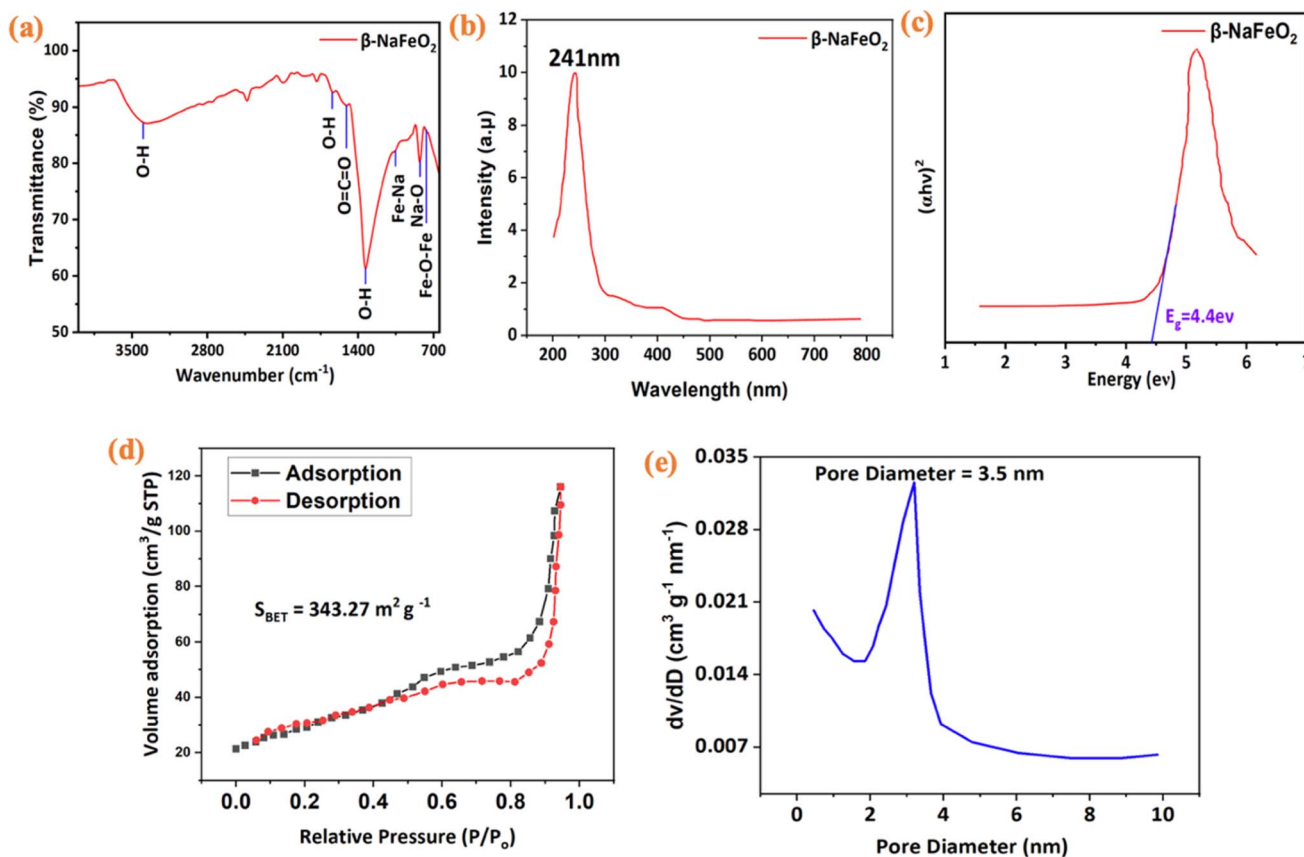 (a)
β-NaFeO₂
100
90
80
70
60
50
Transmittance (%)
O-H
O-H
O=C=O
O-H
Fe-Na
Na-O
Fe-O-Fe
3500 2800 2100 1400 700
Wavenumber (cm⁻¹)
(b)
β-NaFeO₂
241nm
12
10
8
6
4
2
0
Intensity (a.μ)
200 300 400 500 600 700 800
Wavelength (nm)
(c)
β-NaFeO₂
(αhν)²
E₉=4.4ev
1 2 3 4 5 6 7
Energy (ev)
(d)
Adsorption
Desorption
120
100
80
60
40
20
Volume adsorption (cm³/g STP)
S_BET = 343.27 m² g⁻¹
0.0 0.2 0.4 0.6 0.8 1.0
Relative Pressure (P/Pₒ)
(e)
Pore Diameter = 3.5 nm
0.035
0.028
0.021
0.014
0.007
dv/dD (cm³ g⁻¹ nm⁻¹)
0 2 4 6 8 10
Pore Diameter (nm)